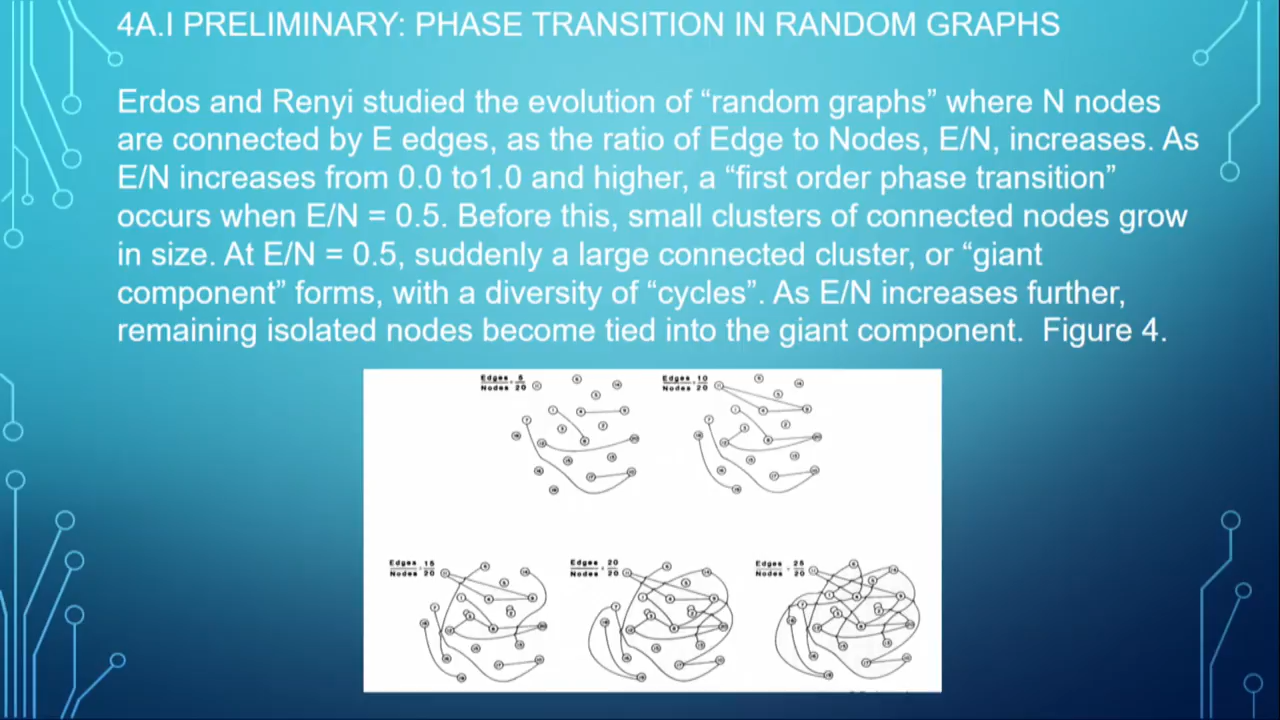 4A.I PRELIMINARY: PHASE TRANSITION IN RANDOM GRAPHS
Erdos and Renyi studied the evolution of “random graphs” where N nodes
are connected by E edges, as the ratio of Edge to Nodes, E/N, increases. As
E/N increases from 0.0 to1.0 and higher, a “first order phase transition”
occurs when E/N = 0.5. Before this, small clusters of connected nodes grow
in size. At E/N = 0.5, suddenly a large connected cluster, or “giant
component” forms, with a diversity of “cycles”. As E/N increases further,
remaining isolated nodes become tied into the giant component.  Figure 4.
Edges 5
Nodes 20
Edges 10
Nodes 20
Edges 15
Nodes 20
Edges 20
Nodes 20
Edges 25
Nodes 20